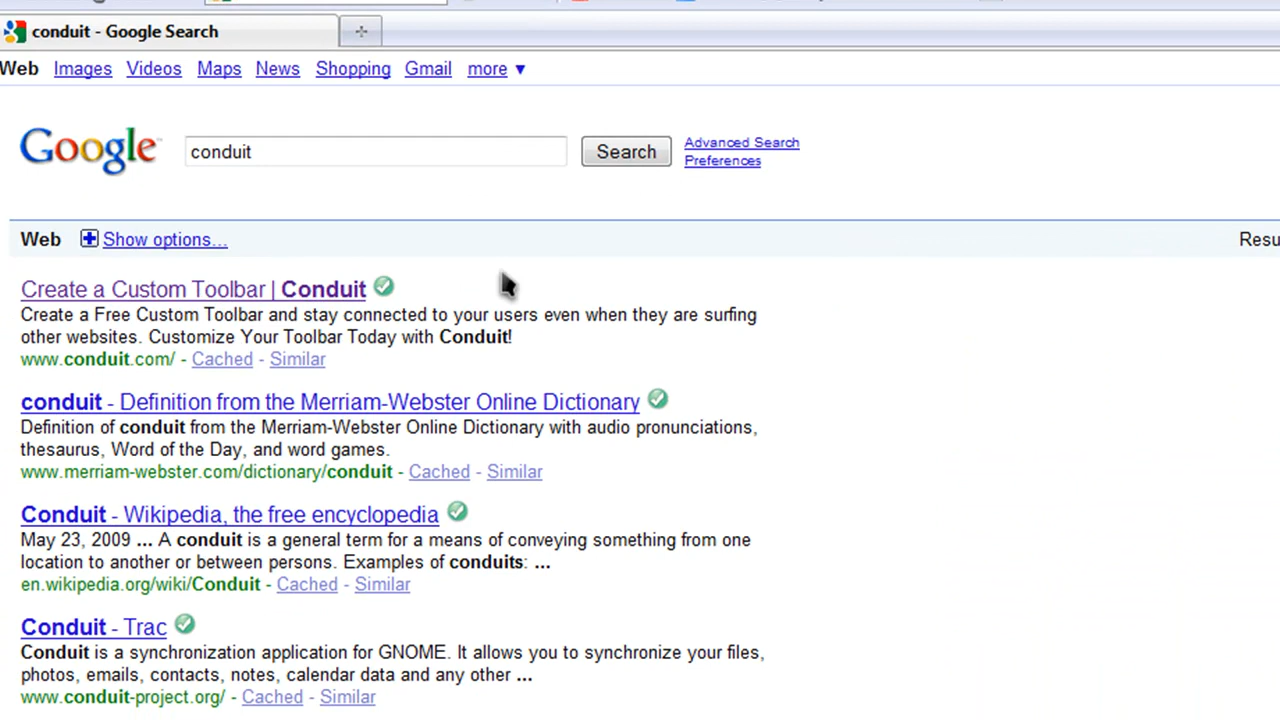 conduit - Google Search
Web Images Videos Maps News Shopping Gmail more ▼
Google conduit Search Advanced Search
Preferences
Web Show options...
Create a Custom Toolbar | Conduit
Create a Free Custom Toolbar and stay connected to your users even when they are surfing
other websites. Customize Your Toolbar Today with Conduit!
www.conduit.com/ - Cached - Similar
conduit - Definition from the Merriam-Webster Online Dictionary
Definition of conduit from the Merriam-Webster Online Dictionary with audio pronunciations,
thesaurus, Word of the Day, and word games.
www.merriam-webster.com/dictionary/conduit - Cached - Similar
Conduit - Wikipedia, the free encyclopedia
May 23, 2009 ... A conduit is a general term for a means of conveying something from one
location to another or between persons. Examples of conduits: ...
en.wikipedia.org/wiki/Conduit - Cached - Similar
Conduit - Trac
Conduit is a synchronization application for GNOME. It allows you to synchronize your files,
photos, emails, contacts, notes, calendar data and any other ...
www.conduit-project.org/ - Cached - Similar